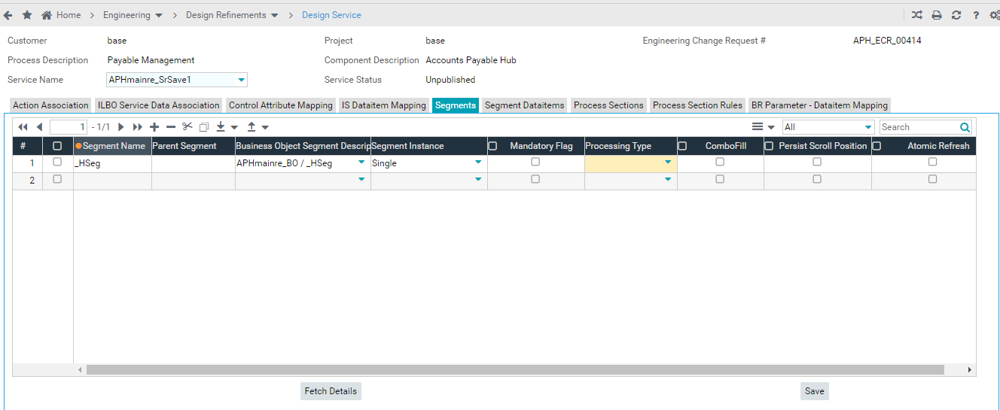 Home > Engineering > Design Refinements > Design Service ?
Customer base Project base Engineering Change Request # APH_ECR_00414
Process Description Payable Management Component Description Accounts Payable Hub
Service Name APHmainre_SrSave1 Service Status Unpublished
Action Association ILBO Service Data Association Control Attribute Mapping IS Dataitem Mapping Segments Segment Dataitems Process Sections Process Section Rules BR Parameter - Dataitem Mapping
1 - 1/1 All Search
# Segment Name Parent Segment Business Object Segment Descrip Segment Instance Mandatory Flag Processing Type ComboFill Persist Scroll Position Atomic Refresh
1 _HSeg APHmainre_BO / _HSeg Single
2
Fetch Details Save